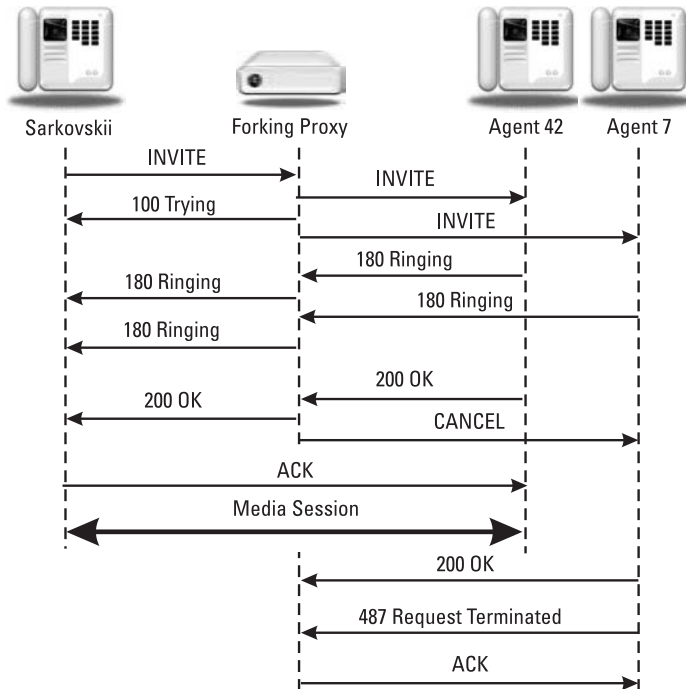 Sarkovskii
Forking Proxy
Agent 42
Agent 7
INVITE
INVITE
100 Trying
INVITE
180 Ringing
180 Ringing
180 Ringing
180 Ringing
200 OK
200 OK
CANCEL
ACK
Media Session
200 OK
487 Request Terminated
ACK